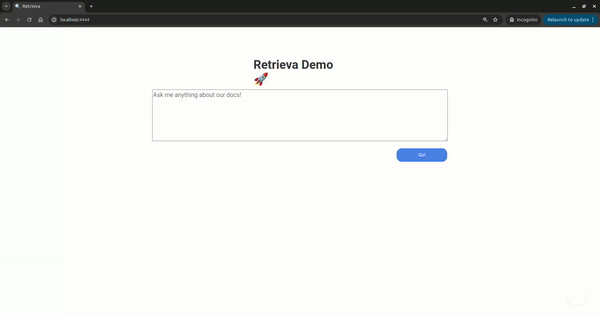 Retrieva
localhost:4444
Incognito
Relaunch to update
Retrieva Demo
🚀
Ask me anything about our docs!
Go!